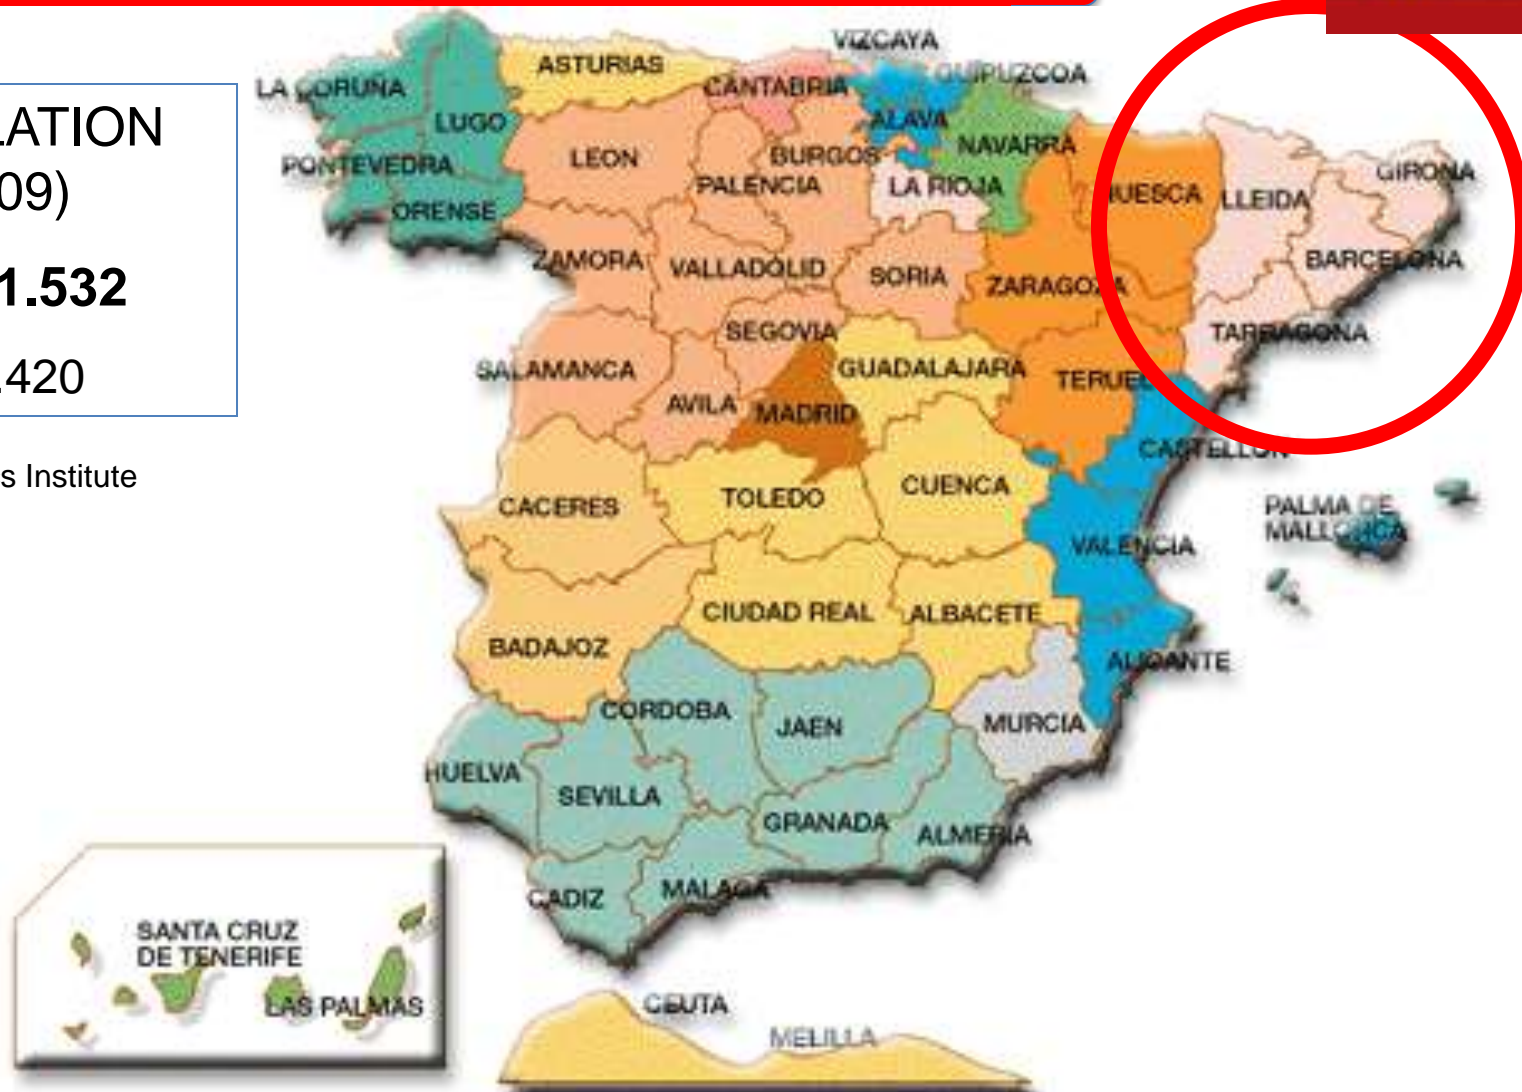 LATION
09)
1.532
.420
s Institute
VIZCAYA
ASTURIAS
CANTABRIA
GUIPUZCOA
LA CORUÑA
LUGO
ALAVA
NAVARRA
LEON
BURGOS
PONTEVEDRA
PALENCIA
LA RIOJA
HUESCA
LLEIDA
GIRONA
ORENSE
ZAMORA
VALLADOLID
SORIA
ZARAGOZA
BARCELONA
SEGOVIA
TARRAGONA
SALAMANCA
GUADALAJARA
TERUEL
AVILA
MADRID
CASTELLON
CACERES
TOLEDO
CUENCA
PALMA DE
MALLORCA
VALENCIA
CIUDAD REAL
ALBACETE
BADAJOZ
ALICANTE
CORDOBA
JAEN
MURCIA
HUELVA
SEVILLA
GRANADA
ALMERIA
CADIZ
MALAGA
SANTA CRUZ
DE TENERIFE
LAS PALMAS
CEUTA
MELILLA